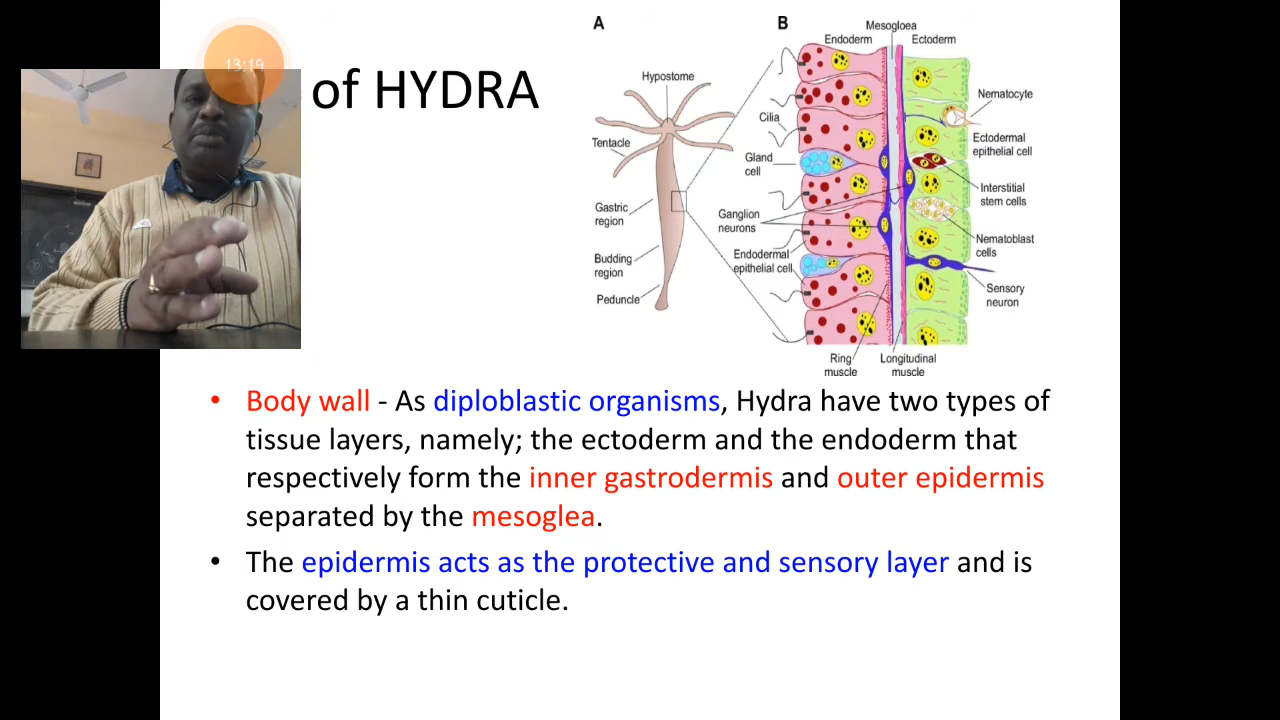 13:19
of HYDRA
A
B
Mesogloea
Endoderm
Ectoderm
Hypostome
Nematocyte
Cilia
Tentacle
Ectodermal
epithelial cell
Gland
cell
Interstitial
stem cells
Gastric
region
Ganglion
neurons
Nematoblast
cells
Budding
region
Endodermal
epithelial cell
Sensory
neuron
Peduncle
Ring
muscle
Longitudinal
muscle
• Body wall - As diploblastic organisms, Hydra have two types of
tissue layers, namely; the ectoderm and the endoderm that
respectively form the inner gastrodermis and outer epidermis
separated by the mesoglea.
• The epidermis acts as the protective and sensory layer and is
covered by a thin cuticle.